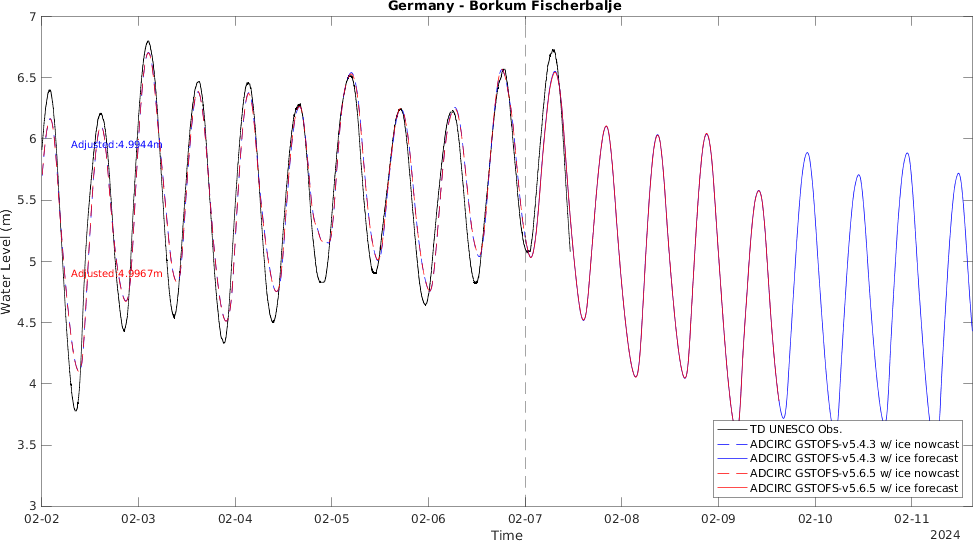 Germany - Borkum Fischerbalje
7
6.5
6
5.5
5
4.5
4
3.5
3
Water Level (m)
Adjusted:4.9944m
Adjusted:4.9967m
TD UNESCO Obs.
ADCIRC GSTOFS-v5.4.3 w/ ice nowcast
ADCIRC GSTOFS-v5.4.3 w/ ice forecast
ADCIRC GSTOFS-v5.6.5 w/ ice nowcast
ADCIRC GSTOFS-v5.6.5 w/ ice forecast
02-02 02-03 02-04 02-05 02-06 02-07 02-08 02-09 02-10 02-11
Time
2024